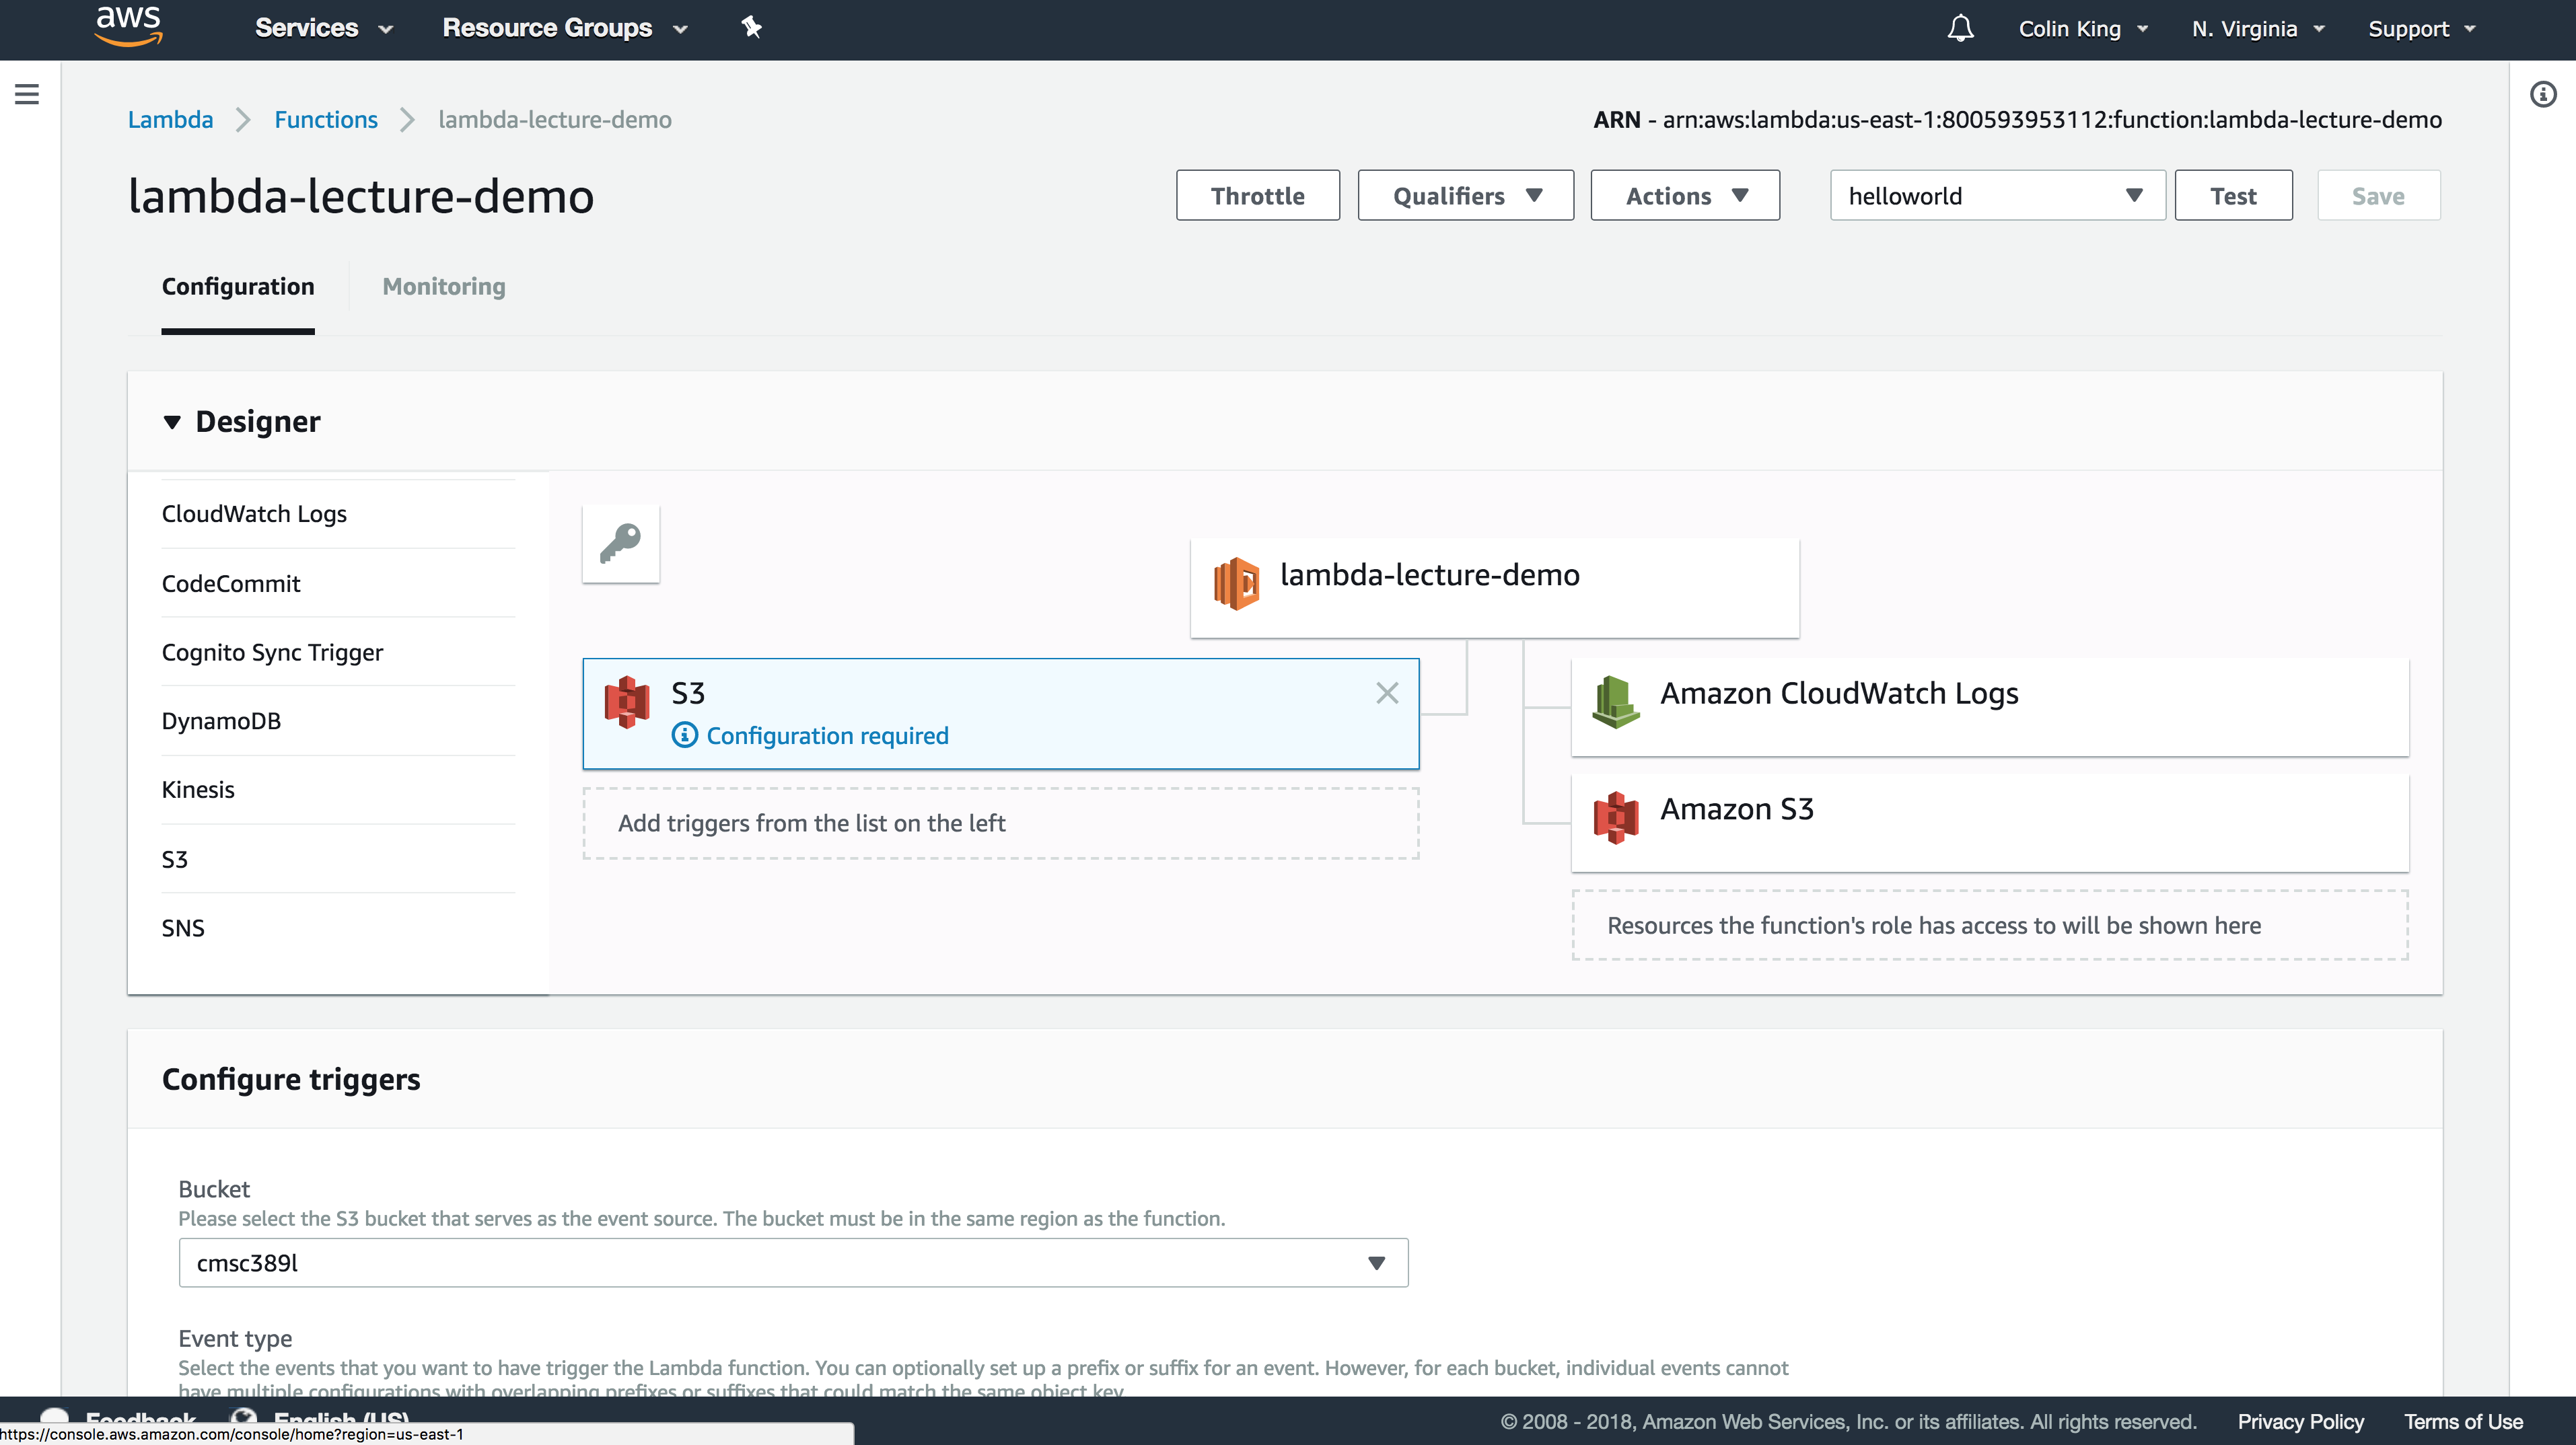 aws Services Resource Groups Colin King N. Virginia Support
Lambda Functions lambda-lecture-demo ARN - arn:aws:lambda:us-east-1:800593953112:function:lambda-lecture-demo
lambda-lecture-demo Throttle Qualifiers Actions helloworld Test Save
Configuration Monitoring
Designer
CloudWatch Logs
CodeCommit
Cognito Sync Trigger
DynamoDB
Kinesis
S3
SNS
lambda-lecture-demo
S3
Configuration required
Add triggers from the list on the left
Amazon CloudWatch Logs
Amazon S3
Resources the function's role has access to will be shown here
Configure triggers
Bucket
Please select the S3 bucket that serves as the event source. The bucket must be in the same region as the function.
cmsc389l
Event type
Select the events that you want to have trigger the Lambda function. You can optionally set up a prefix or suffix for an event. However, for each bucket, individual events cannot
have multiple configurations with overlapping prefixes or suffixes that could match the same object key.
Feedback English (US) © 2008 - 2018, Amazon Web Services, Inc. or its affiliates. All rights reserved. Privacy Policy Terms of Use
https://console.aws.amazon.com/console/home?region=us-east-1